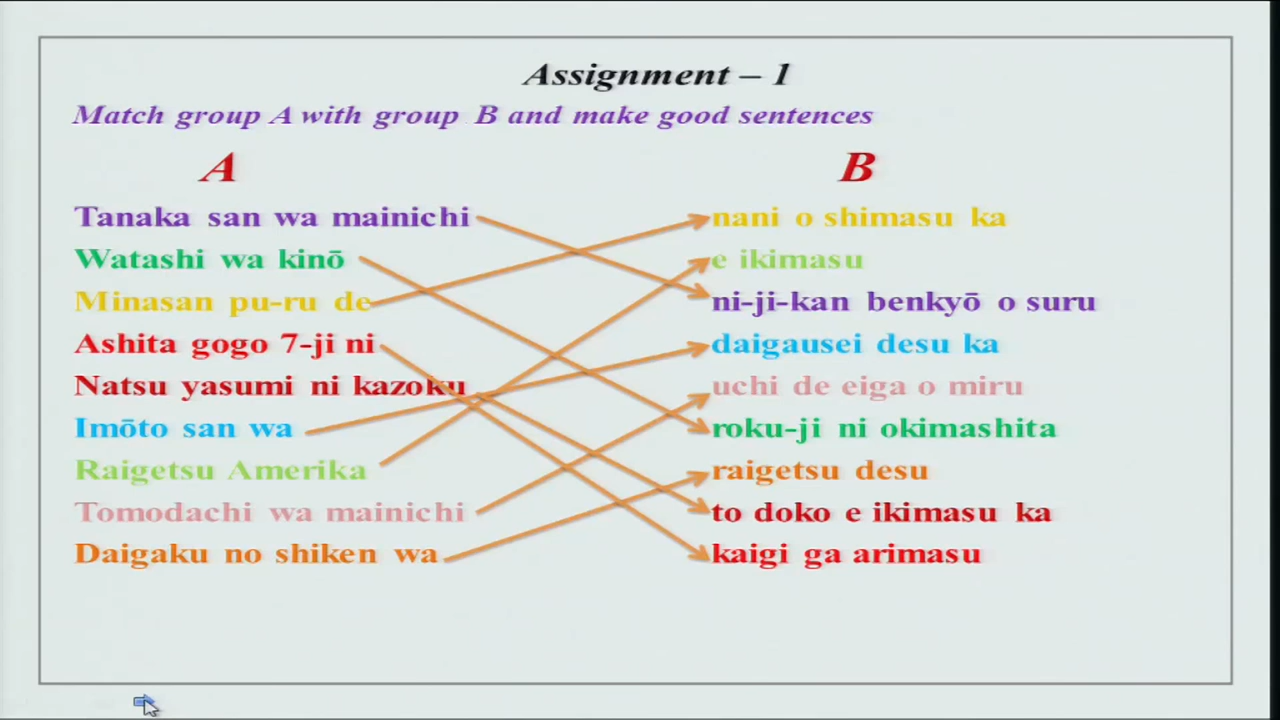 Assignment – 1
Match group A with group B and make good sentences
A B
Tanaka san wa mainichi nani o shimasu ka
Watashi wa kinō e ikimasu
Minasan pu-ru de ni-ji-kan benkyō o suru
Ashita gogo 7-ji ni daigausei desu ka
Natsu yasumi ni kazoku uchi de eiga o miru
Imōto san wa roku-ji ni okimashita
Raigetsu Amerika raigetsu desu
Tomodachi wa mainichi to doko e ikimasu ka
Daigaku no shiken wa kaigi ga arimasu